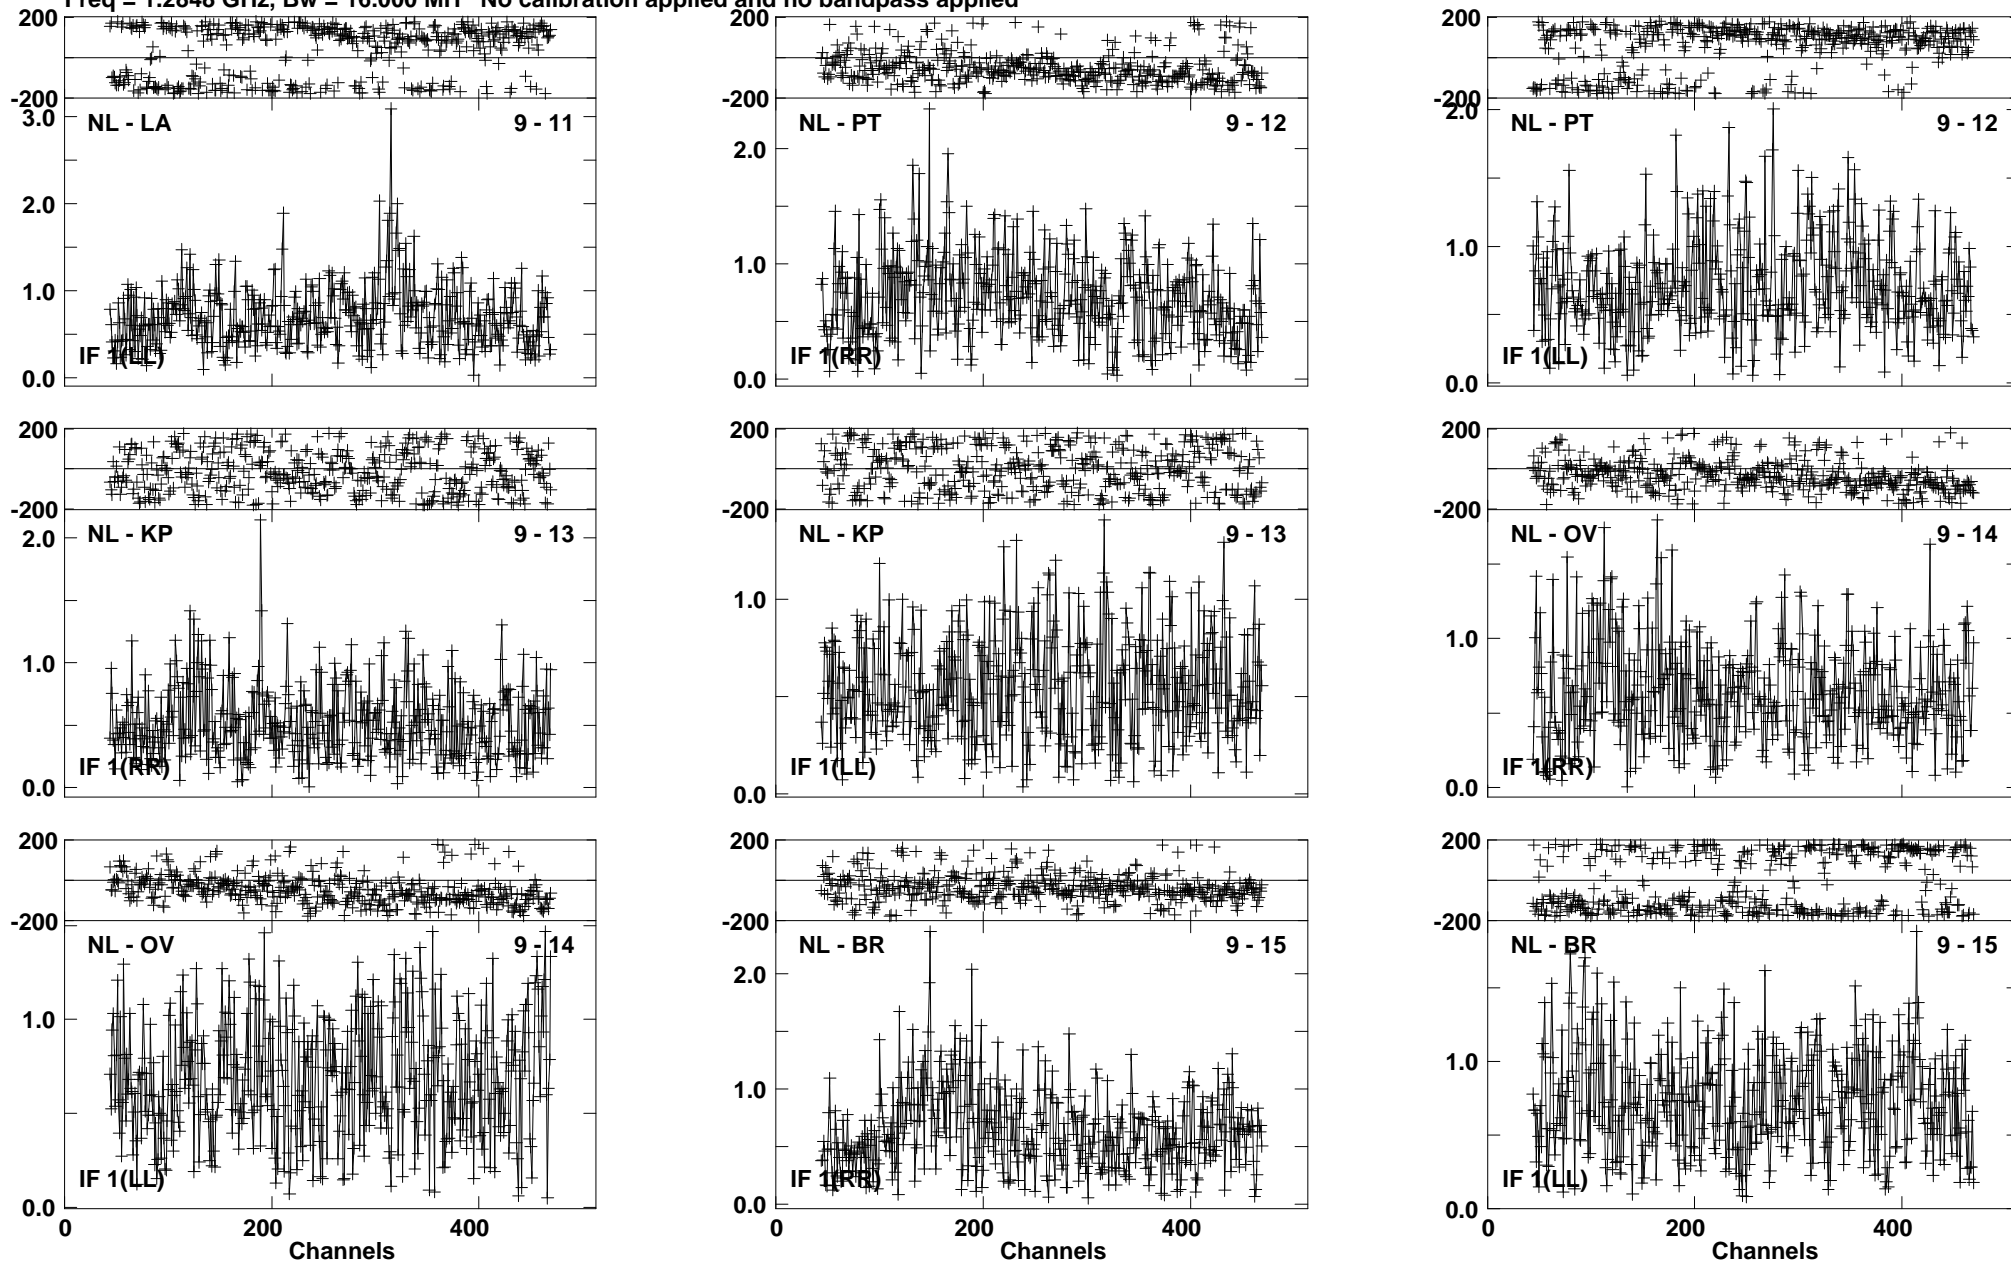 Freq = 1.2848 GHz, Bw = 16.000 MH No calibration applied and no bandpass applied
200
-200
NL - LA 9 - 11
3.0
2.0
1.0
0.0
IF 1(LL)
200
-200
NL - PT 9 - 12
2.0
1.0
0.0
IF 1(RR)
200
-200
NL - PT 9 - 12
2.0
1.0
0.0
IF 1(LL)
200
-200
NL - KP 9 - 13
2.0
1.0
0.0
IF 1(RR)
200
-200
NL - KP 9 - 13
1.0
0.0
IF 1(LL)
200
-200
NL - OV 9 - 14
1.0
0.0
IF 1(RR)
200
-200
NL - OV 9 - 14
1.0
0.0
IF 1(LL)
0 200 400
Channels
200
-200
NL - BR 9 - 15
2.0
1.0
0.0
IF 1(RR)
200 400
200
-200
NL - BR 9 - 15
1.0
0.0
IF 1(LL)
0 200 400
Channels